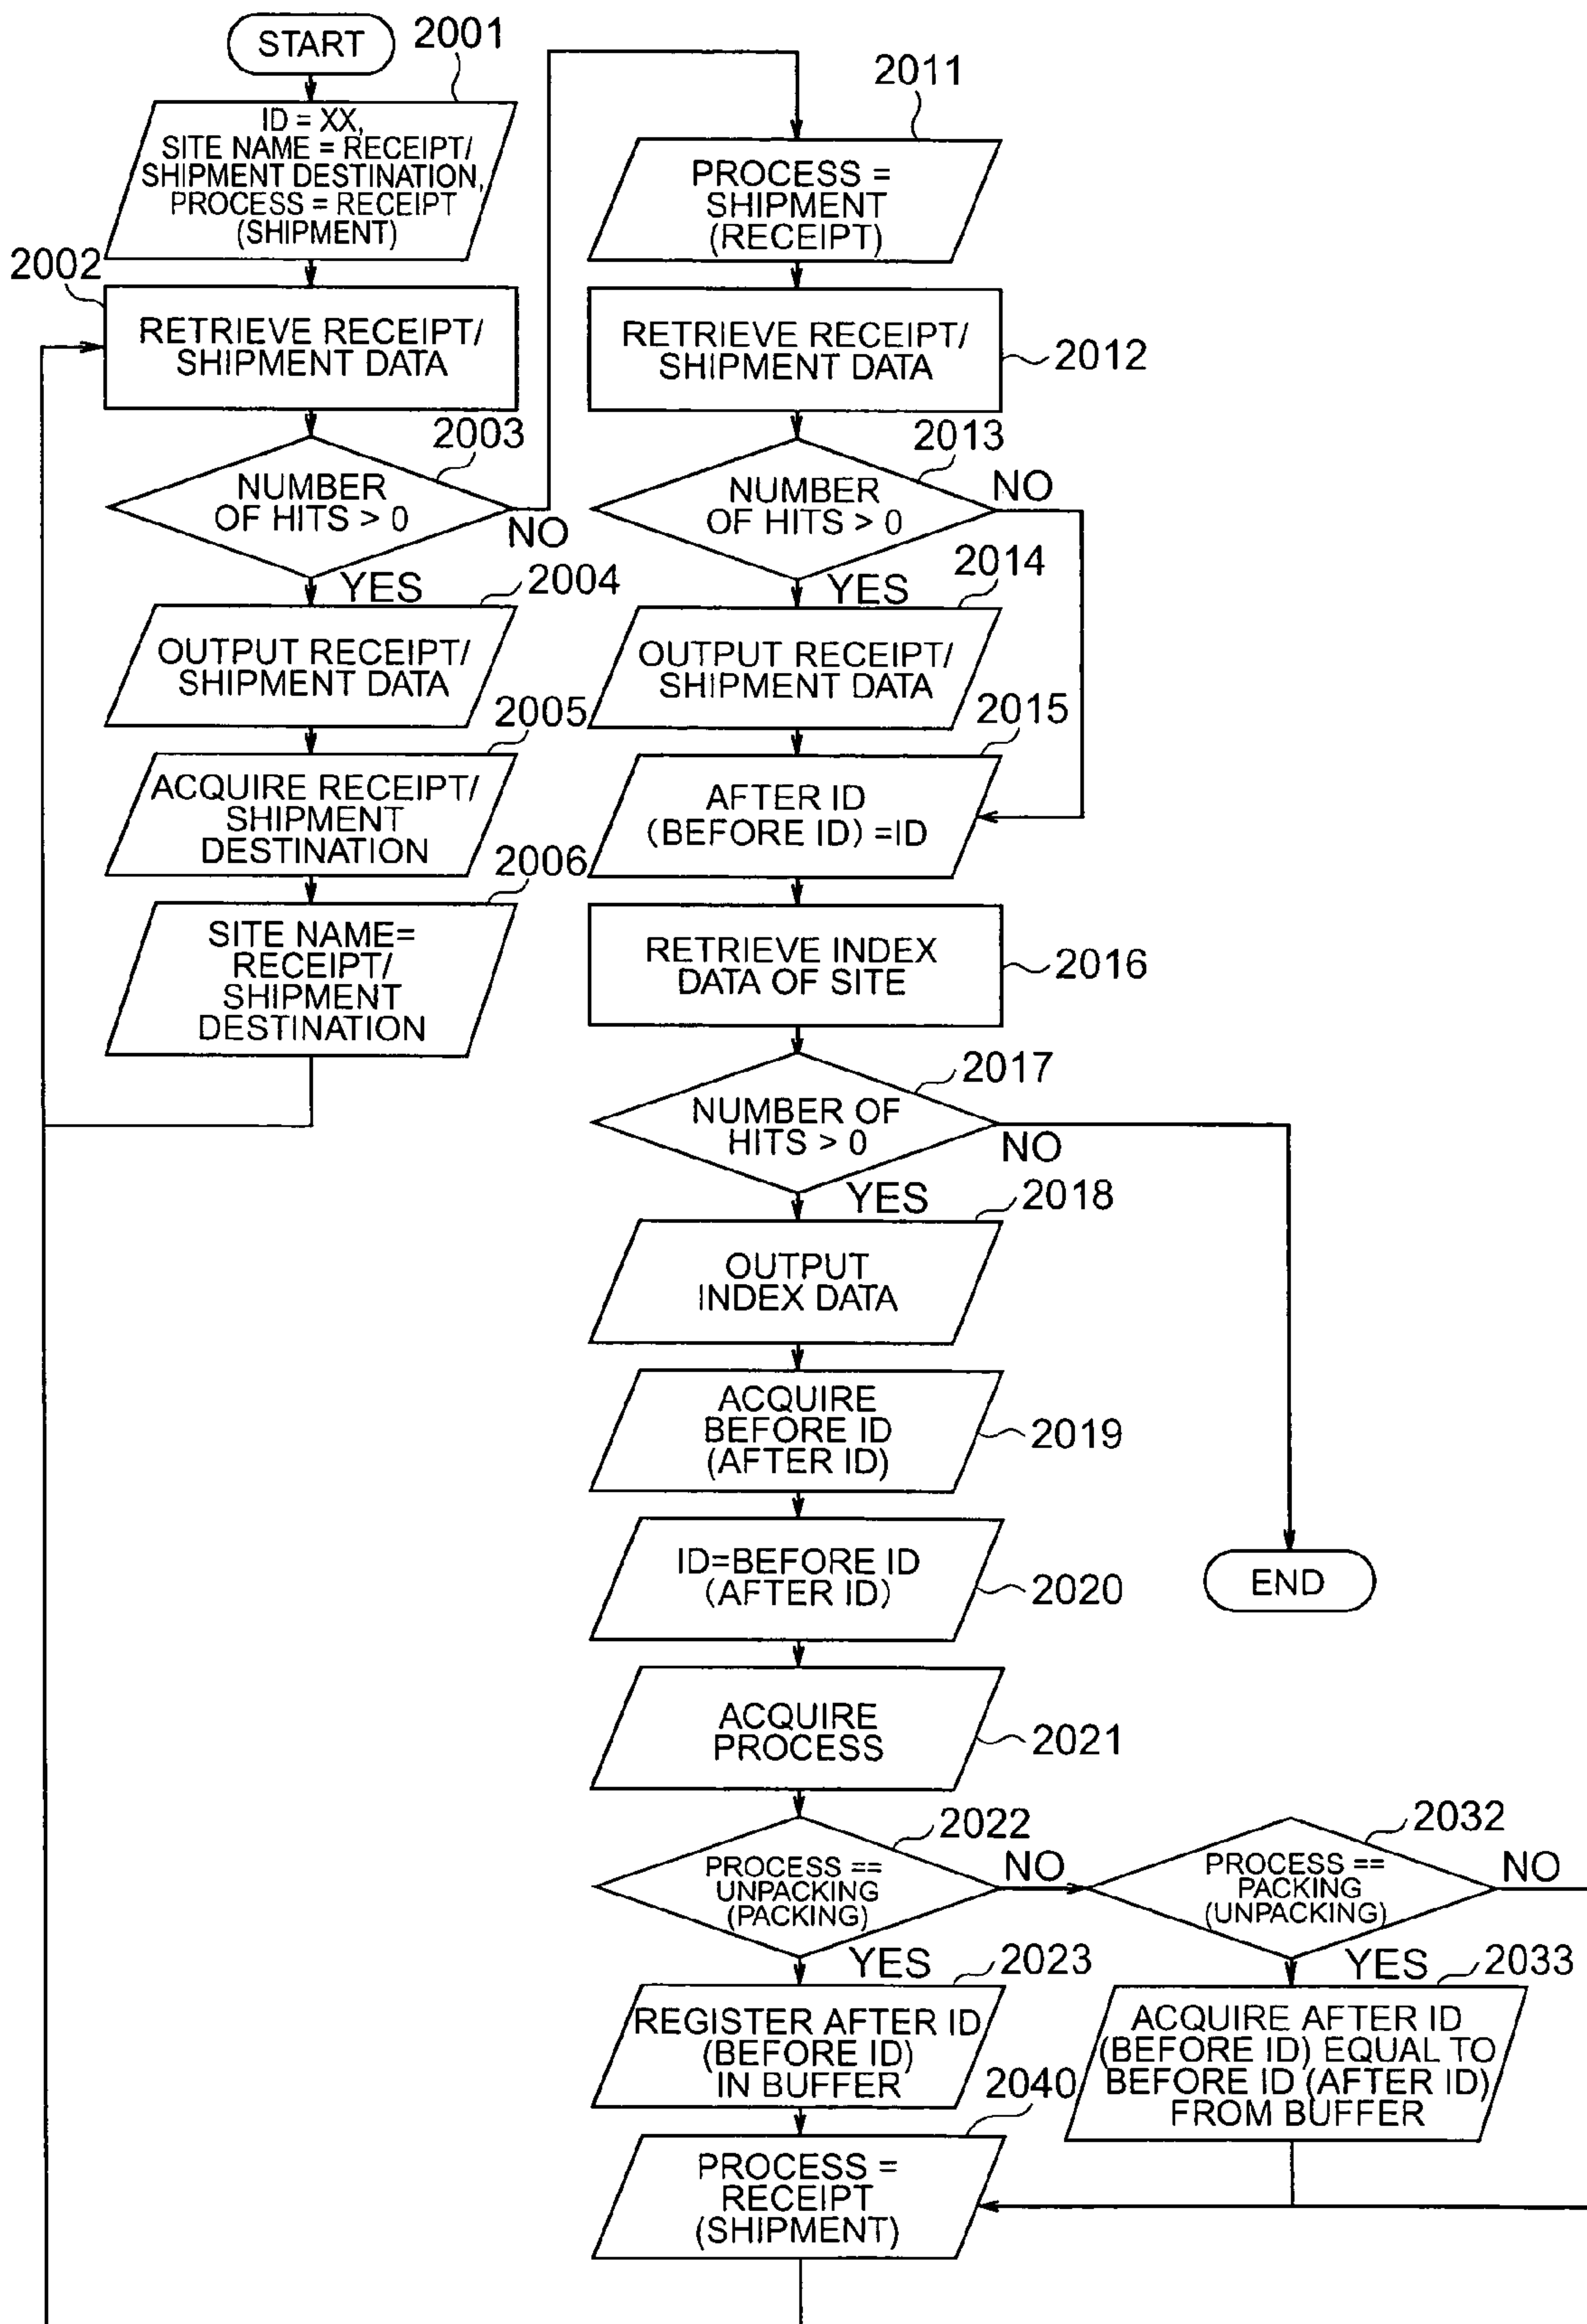 START
2001
ID = XX,
SITE NAME = RECEIPT/
SHIPMENT DESTINATION,
PROCESS = RECEIPT
(SHIPMENT)
2002
RETRIEVE RECEIPT/
SHIPMENT DATA
2003
NUMBER
OF HITS > 0
NO
YES
2004
OUTPUT RECEIPT/
SHIPMENT DATA
2005
ACQUIRE RECEIPT/
SHIPMENT
DESTINATION
2006
SITE NAME=
RECEIPT/
SHIPMENT
DESTINATION
2011
PROCESS =
SHIPMENT
(RECEIPT)
RETRIEVE RECEIPT/
SHIPMENT DATA
2012
2013
NUMBER
OF HITS > 0
NO
YES
2014
OUTPUT RECEIPT/
SHIPMENT DATA
2015
AFTER ID
(BEFORE ID) =ID
RETRIEVE INDEX
DATA OF SITE
2016
2017
NUMBER OF
HITS > 0
NO
YES
2018
OUTPUT
INDEX DATA
ACQUIRE
BEFORE ID
(AFTER ID)
2019
ID=BEFORE ID
(AFTER ID)
2020
END
ACQUIRE
PROCESS
2021
2022
PROCESS ==
UNPACKING
(PACKING)
NO
YES
2032
PROCESS ==
PACKING
(UNPACKING)
NO
YES
2023
REGISTER AFTER ID
(BEFORE ID)
IN BUFFER
2033
ACQUIRE AFTER ID
(BEFORE ID) EQUAL TO
BEFORE ID (AFTER ID)
FROM BUFFER
2040
PROCESS =
RECEIPT
(SHIPMENT)